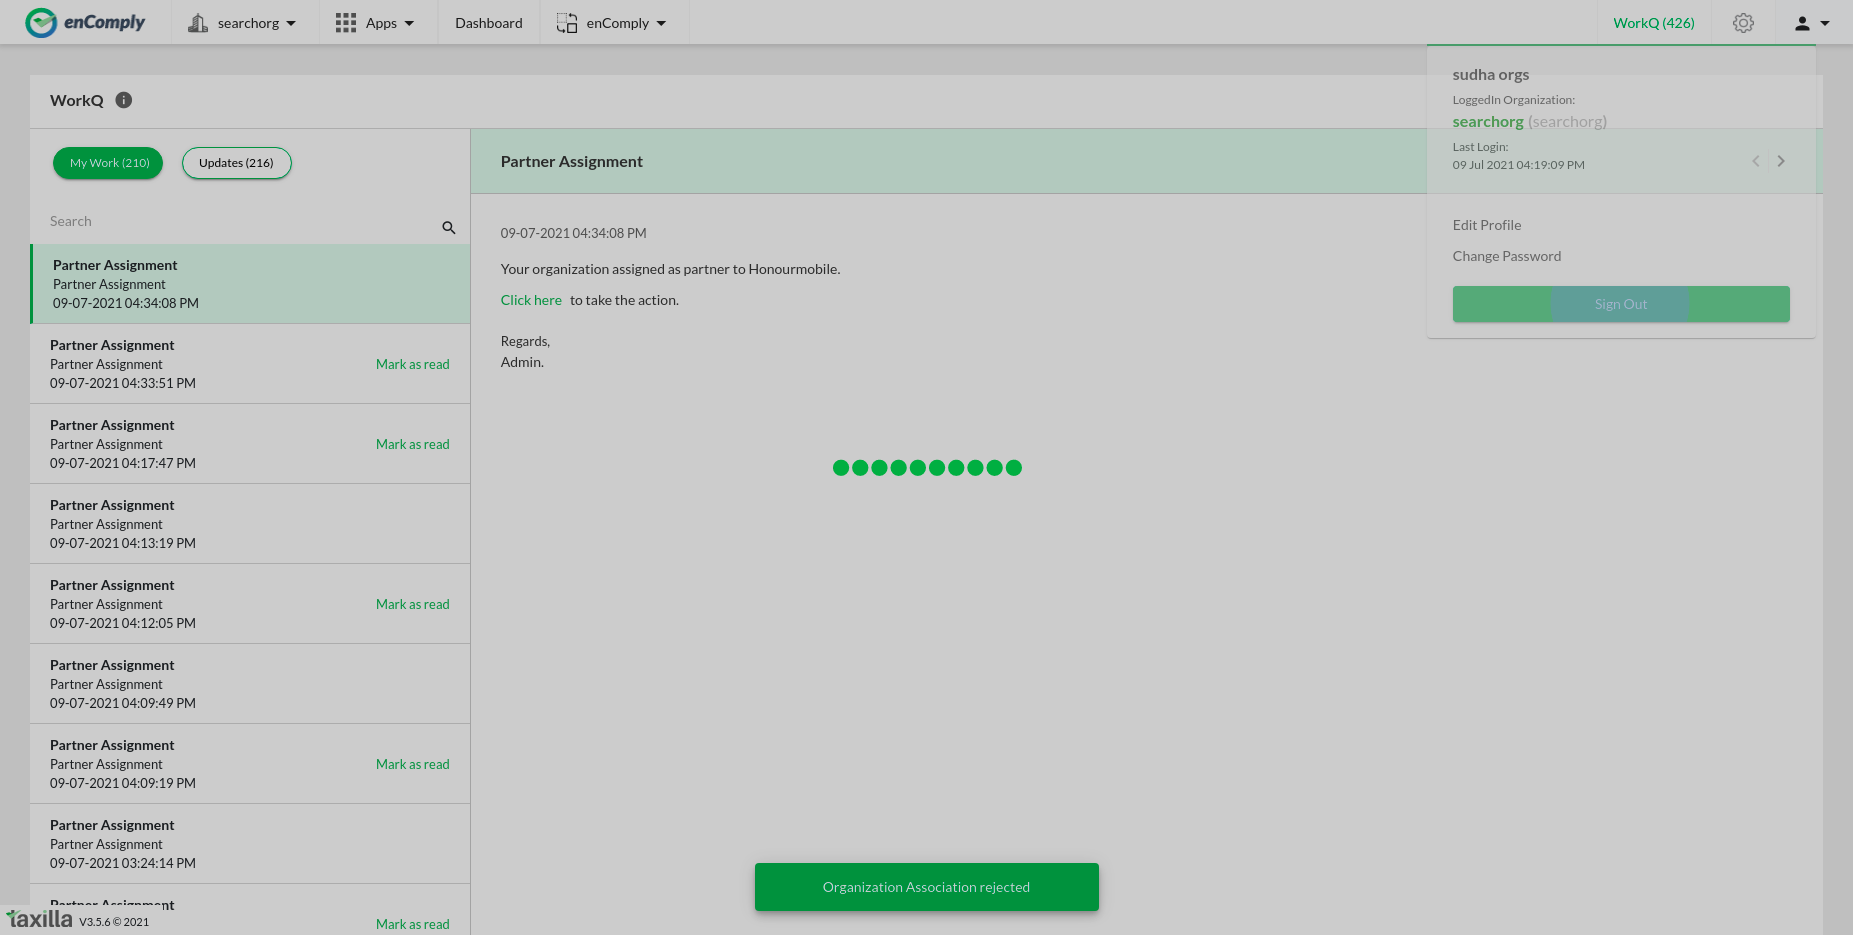 enComply
searchorg
Apps
Dashboard
enComply
WorkQ (426)
sudha orgs
LoggedIn Organization:
searchorg (searchorg)
Last Login:
09 Jul 2021 04:19:09 PM
Edit Profile
Change Password
Sign Out
WorkQ
My Work (210)
Updates (216)
Search
Partner Assignment
Partner Assignment
09-07-2021 04:34:08 PM
Partner Assignment
Partner Assignment
Mark as read
09-07-2021 04:33:51 PM
Partner Assignment
Partner Assignment
Mark as read
09-07-2021 04:17:47 PM
Partner Assignment
Partner Assignment
09-07-2021 04:13:19 PM
Partner Assignment
Partner Assignment
Mark as read
09-07-2021 04:12:05 PM
Partner Assignment
Partner Assignment
09-07-2021 04:09:49 PM
Partner Assignment
Partner Assignment
Mark as read
09-07-2021 04:09:19 PM
Partner Assignment
Partner Assignment
09-07-2021 03:24:14 PM
Partner Assignment
Mark as read
Partner Assignment
09-07-2021 04:34:08 PM
Your organization assigned as partner to Honourmobile.
Click here to take the action.
Regards,
Admin.
Organization Association rejected
taxilla V3.5.6 © 2021